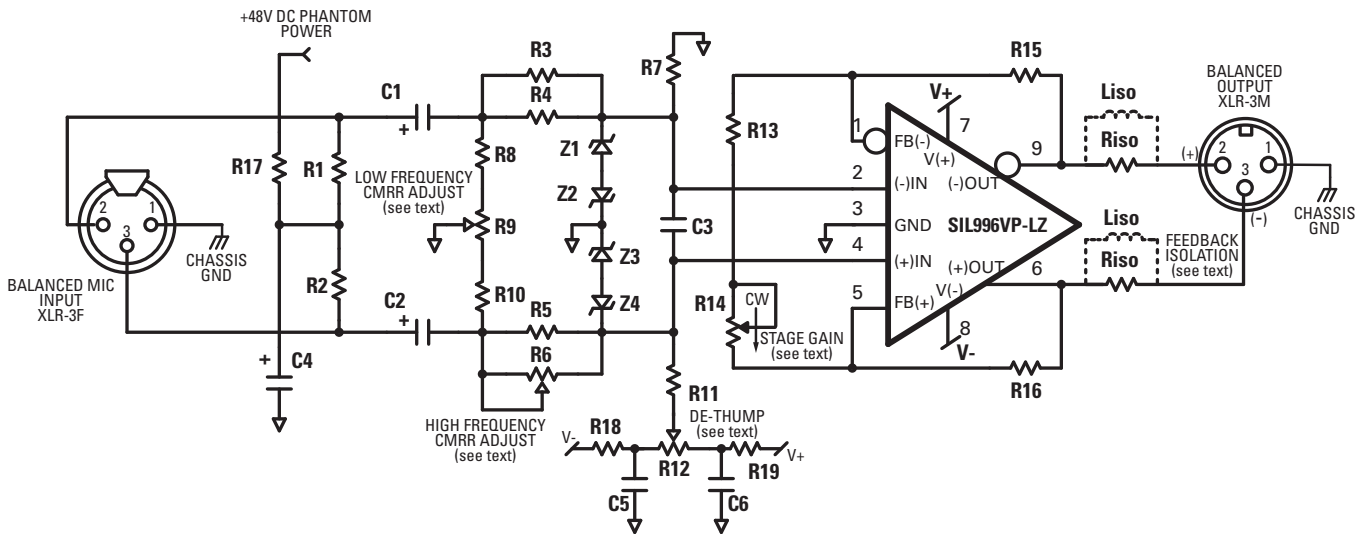 +48V DC PHANTOM
POWER
R3
R4
R7
C1
+
R17
R1
R8
Z1
R13
R15
V+
7
1
FB(-)
V(+)
9
(-)OUT
Liso
Riso
(+)
BALANCED
OUTPUT
XLR-3M
2
1
3
(-)
CHASSIS
GND
LOW FREQUENCY
CMRR ADJUST
(see text)
Z2
R9
2
(-)IN
3
GND
SIL996VP-LZ
C3
4
(+)IN
2
1
3
CHASSIS
GND
BALANCED MIC
INPUT
XLR-3F
R2
R10
Z3
Z4
(+)OUT
6
V(-)
Liso
Riso
FEEDBACK
ISOLATION
(see text)
5
FB(+)
8
V-
R14
CW
STAGE GAIN
(see text)
C2
+
R5
R6
+
C4
R11
R16
HIGH FREQUENCY
CMRR ADJUST
(see text)
DE-THUMP
(see text)
V-
R18
R12
R19
V+
C5
C6